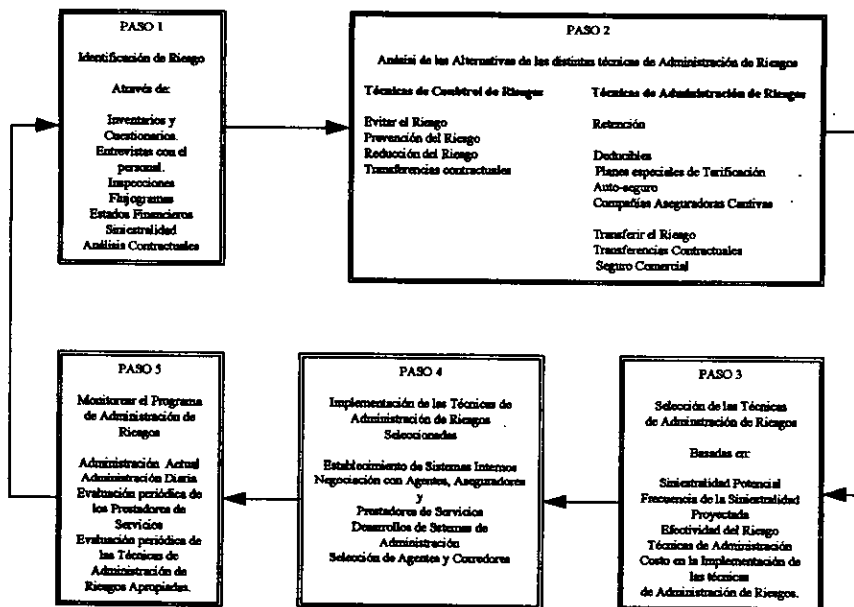 PASO 1
Identificación de Riesgo
Através de:
Inventarios y
Cuestionarios.
Entrevistas con el
personal.
Inspecciones
Flujogramas
Estados Financieros
Siniestralidad
Análisis Contractuales
PASO 2
Análisi de las Alternativas de las distintas técnicas de Administración de Riesgos
Técnicas de Conbtrol de Riesgos
Evitar el Riesgo
Prevención del Riesgo
Reducción del Riesgo
Transferencias contractuales
Técnicas de Administración de Riesgos
Retención
Deducibles
Planes especiales de Tarificación
Auto-seguro
Compañías Aseguradoras Cautivas
Transferir el Riesgo
Transferencias Contractuales
Seguro Comercial
PASO 5
Monitorear el Programa
de Administración de
Riesgos
Administración Actual
Administración Diaria
Evaluación periódica de
los Prestadores de
Servicios
Evaluación periódica de
las Técnicas de
Administración de
Riesgos Apropiadas.
PASO 4
Implementación de las Técnicas de
Administración de Riesgos
Seleccionadas
Establecimiento de Sistemas Internos
Negociación con Agentes, Aseguradores
y
Prestadores de Servicios
Desarrollos de Sistemas de
Administración
Selección de Agentes y Corredores
PASO 3
Selección de las Técnicas
de Adminstración de Riesgos
Basadas en:
Siniestralidad Potencial
Frecuencia de la Siniestralidad
Proyectada
Efectividad del Riesgo
Técnicas de Administración
Costo en la Implementación de
las técnicas
de Administración de Riesgos.